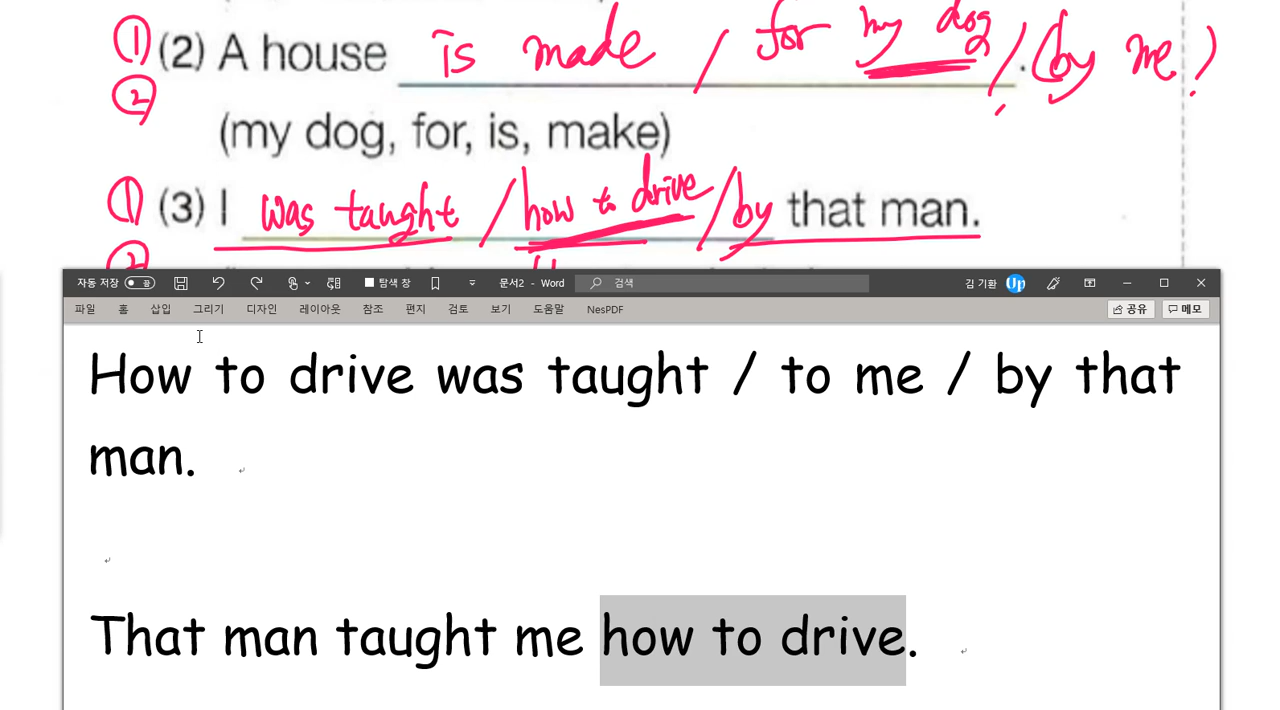 ① (2) A house is made / for my dog / . (by me.)
②
(my dog, for, is, make)
① (3) I was taught / how to drive / by that man.
자동 저장 끔 탐색 창 문서2 - Word 검색 김 기환 Up
파일 홈 삽입 그리기 디자인 레이아웃 참조 편지 검토 보기 도움말 NesPDF 공유 메모
How to drive was taught / to me / by that
man.
That man taught me how to drive.